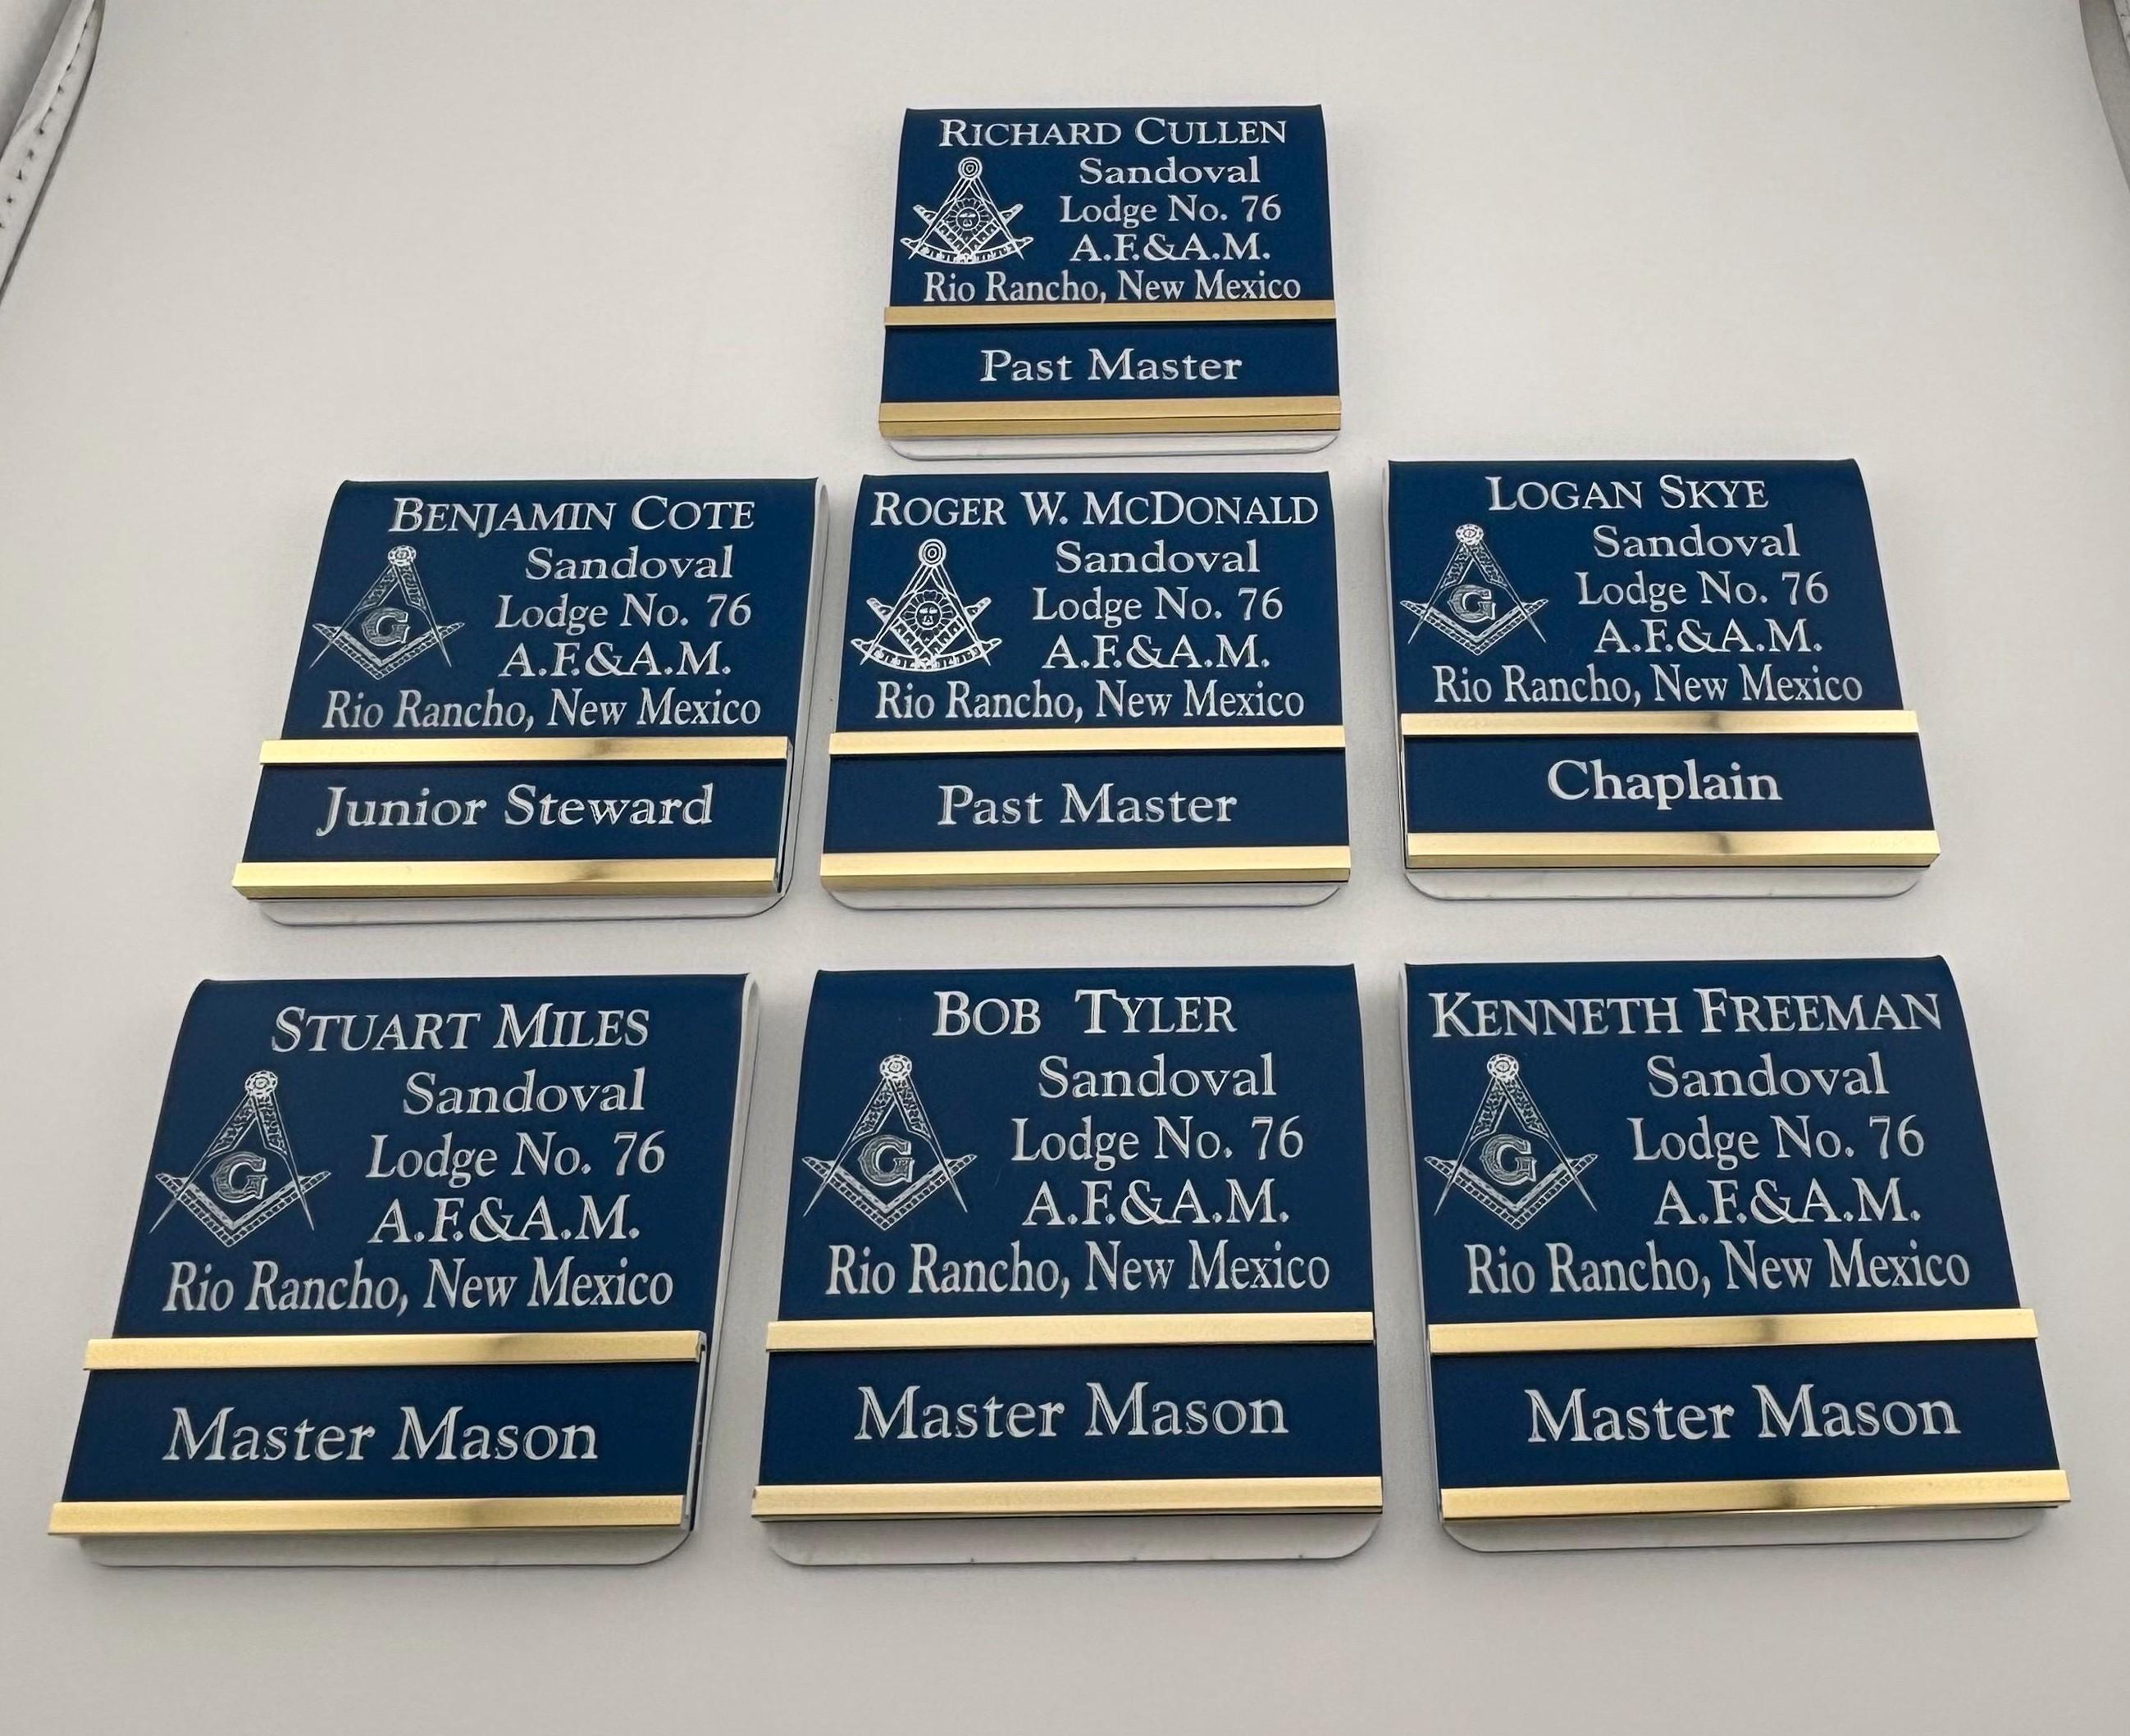 RICHARD CULLEN
Sandoval
Lodge No. 76
A.F.&A.M.
Rio Rancho, New Mexico
Past Master
BENJAMIN COTE
Sandoval
G
Lodge No. 76
A.F.&A.M.
Rio Rancho, New Mexico
Junior Steward
ROGER W. MCDONALD
Sandoval
Lodge No. 76
A.F.&A.M.
Rio Rancho, New Mexico
Past Master
LOGAN SKYE
Sandoval
G
Lodge No. 76
A.F.&A.M.
Rio Rancho, New Mexico
Chaplain
STUART MILES
Sandoval
G
Lodge No. 76
A.F.&A.M.
Rio Rancho, New Mexico
Master Mason
BOB TYLER
Sandoval
G
Lodge No. 76
A.F.&A.M.
Rio Rancho, New Mexico
Master Mason
KENNETH FREEMAN
Sandoval
G
Lodge No. 76
A.F.&A.M.
Rio Rancho, New Mexico
Master Mason